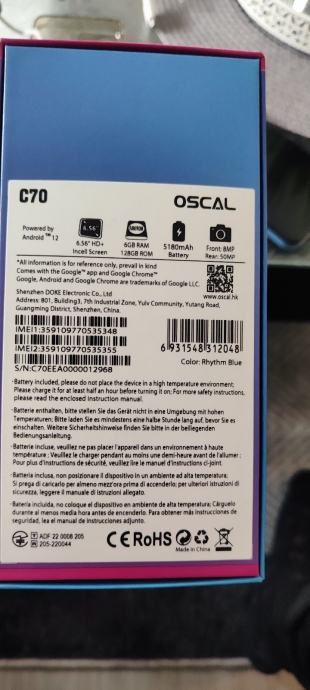 C70
OSCAL
Powered by
Android™ 12
6.56"
6.56" HD+
Incell Screen
6GB RAM
128GB ROM
5180mAh
Battery
Front: 8MP
Rear: 50MP
*All information is for reference only, prevail in kind
Comes with the Google™ app and Google Chrome™
Google, Android and Google Chrome are trademarks of Google LLC.
www.oscal.hk
Shenzhen DOKE Electronic Co., Ltd
Address: 801, Building3, 7th Industrial Zone, Yulv Community, Yutang Road,
Guangming District, Shenzhen, China.
IMEI1:359109770535348
IMEI2:359109770535355
S/N:C70EEA0000012968
6 931548 312048
Color: Rhythm Blue
·Battery included, please do not place the device in a high temperature environment;
Please charge it for at least half an hour before turning it on; For more safety instructions,
please read the enclosed instruction manual.
·Batterie enthalten, bitte stellen Sie das Gerät nicht in eine Umgebung mit hohen
Temperaturen; Bitte laden Sie es mindestens eine halbe Stunde lang auf, bevor Sie es
einschalten. Weitere Sicherheitshinweise finden Sie bitte in der beiliegenden
Bedienungsanleitung.
·Batterie incluse, veuillez ne pas placer l'appareil dans un environnement à haute
température ; Veuillez le charger pendant au moins une demi-heure avant de l'allumer ;
Pour plus d'instructions de sécurité, veuillez lire le manuel d'instructions ci-joint.
·Batteria inclusa, non posizionare il dispositivo in un ambiente ad alta temperatura;
Si prega di caricarlo per almeno mezz'ora prima di accenderlo; per ulteriori istruzioni di
sicurezza, leggere il manuale di istruzioni allegato.
·Batería incluida, no coloque el dispositivo en un ambiente de alta temperatura; Cárguelo
durante al menos media hora antes de encenderlo. Para obtener más instrucciones de
seguridad, lea el manual de instrucciones adjunto.
T ADF 22 0008 205
R 205-220044
CE RoHS
Made in China